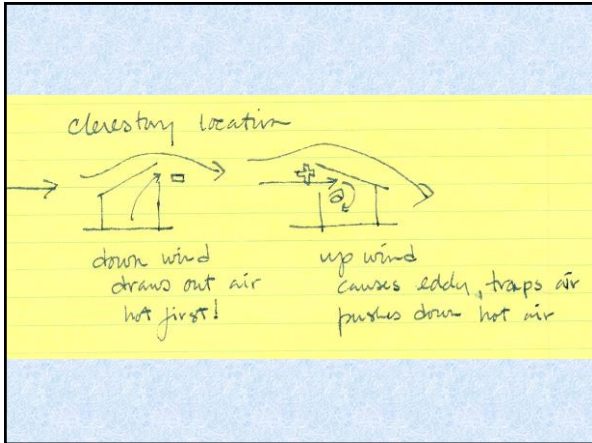 clerestory location
+
down wind
draws out air
hot first!
up wind
causes eddy, traps air
pushes down hot air